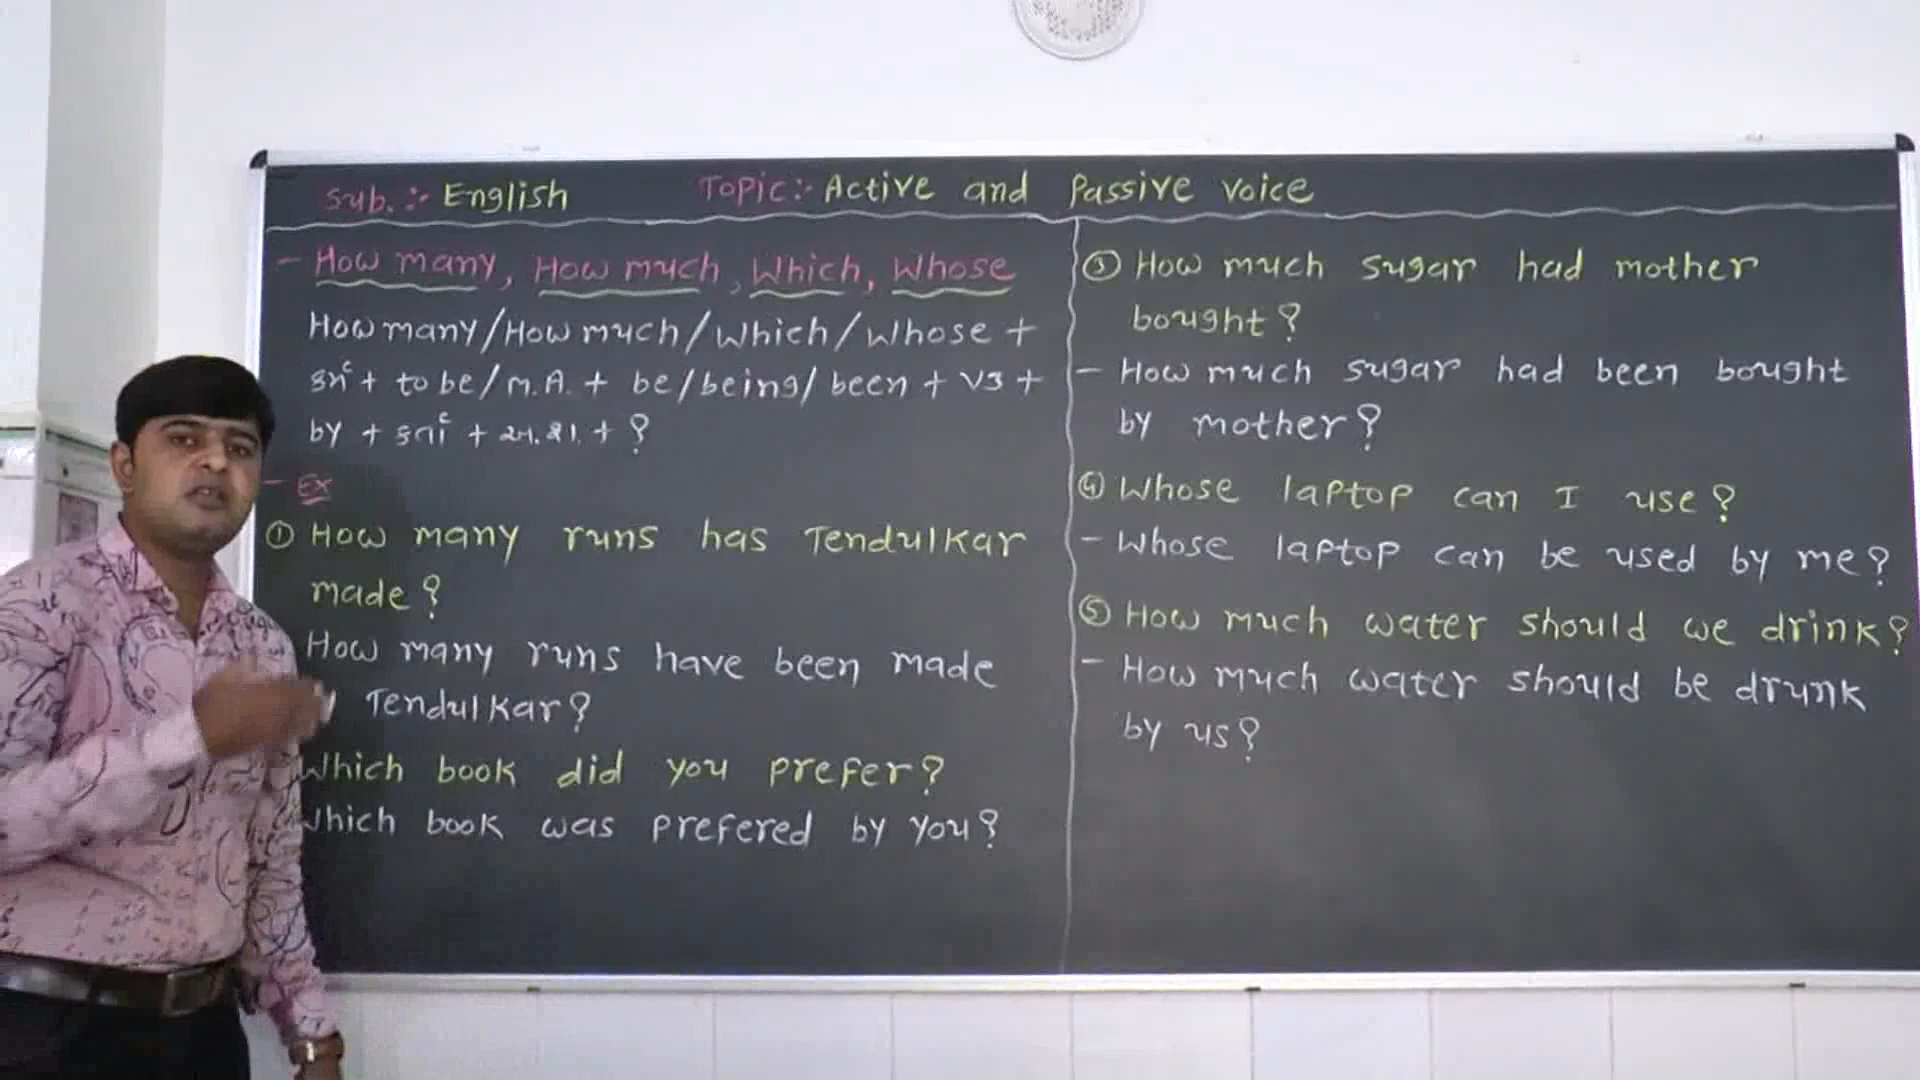 Sub. :- English Topic :- Active and Passive voice
- How many, How much, Which, Whose
How many/How much/Which/Whose +
કર્મ + to be/M.A. + be/being/been + V3 +
by + કર્તા + અ.શ. + ?
- Ex
① How many runs has Tendulkar
made?
How many runs have been made
Tendulkar?
Which book did you prefer?
Which book was prefered by you?
③ How much sugar had mother
bought?
- How much sugar had been bought
by mother?
④ Whose laptop can I use?
- Whose laptop can be used by me?
⑤ How much water should we drink?
- How much water should be drunk
by us?